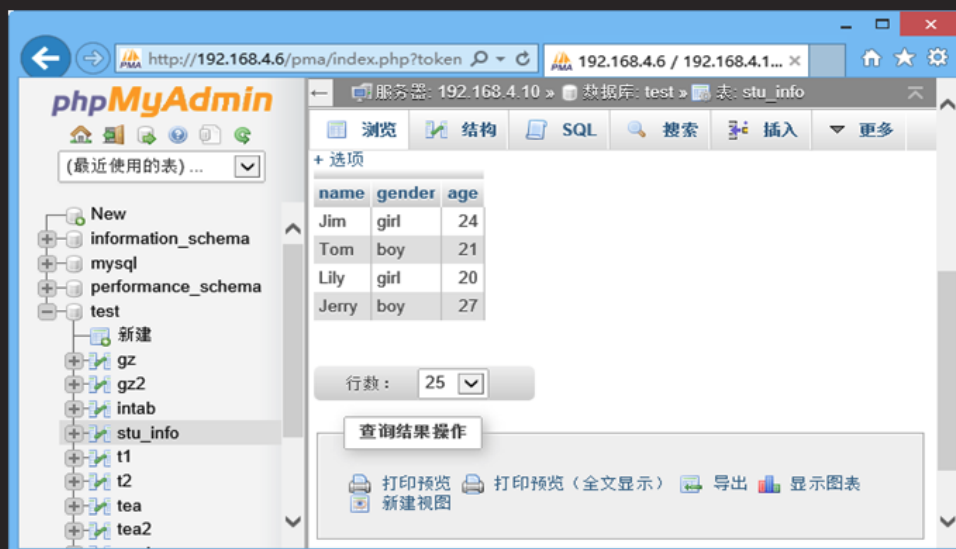 http://192.168.4.6/pma/index.php?token
192.168.4.6 / 192.168.4.1...
phpMyAdmin
(最近使用的表) ...
New
information_schema
mysql
performance_schema
test
新建
gz
gz2
intab
stu_info
t1
t2
tea
tea2
服务器: 192.168.4.10 » 数据库: test » 表: stu_info
浏览 结构 SQL 搜索 插入 更多
+ 选项
name gender age
Jim girl 24
Tom boy 21
Lily girl 20
Jerry boy 27
行数: 25
查询结果操作
打印预览 打印预览（全文显示） 导出 显示图表
新建视图